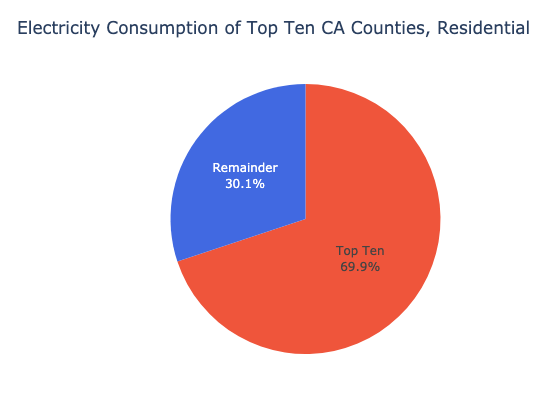 Electricity Consumption of Top Ten CA Counties, Residential
Remainder
30.1%
Top Ten
69.9%